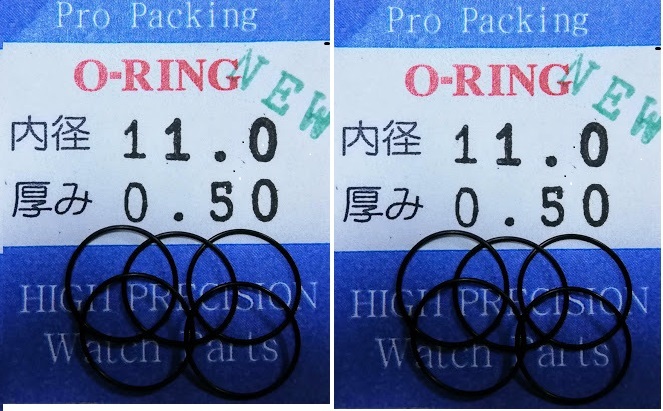 Pro Packing
O-RING
NEW
内径 11.0
厚み 0.50
HIGH PRECISION
Watch Parts
Pro Packing
O-RING
NEW
内径 11.0
厚み 0.50
HIGH PRECISION
Watch Parts